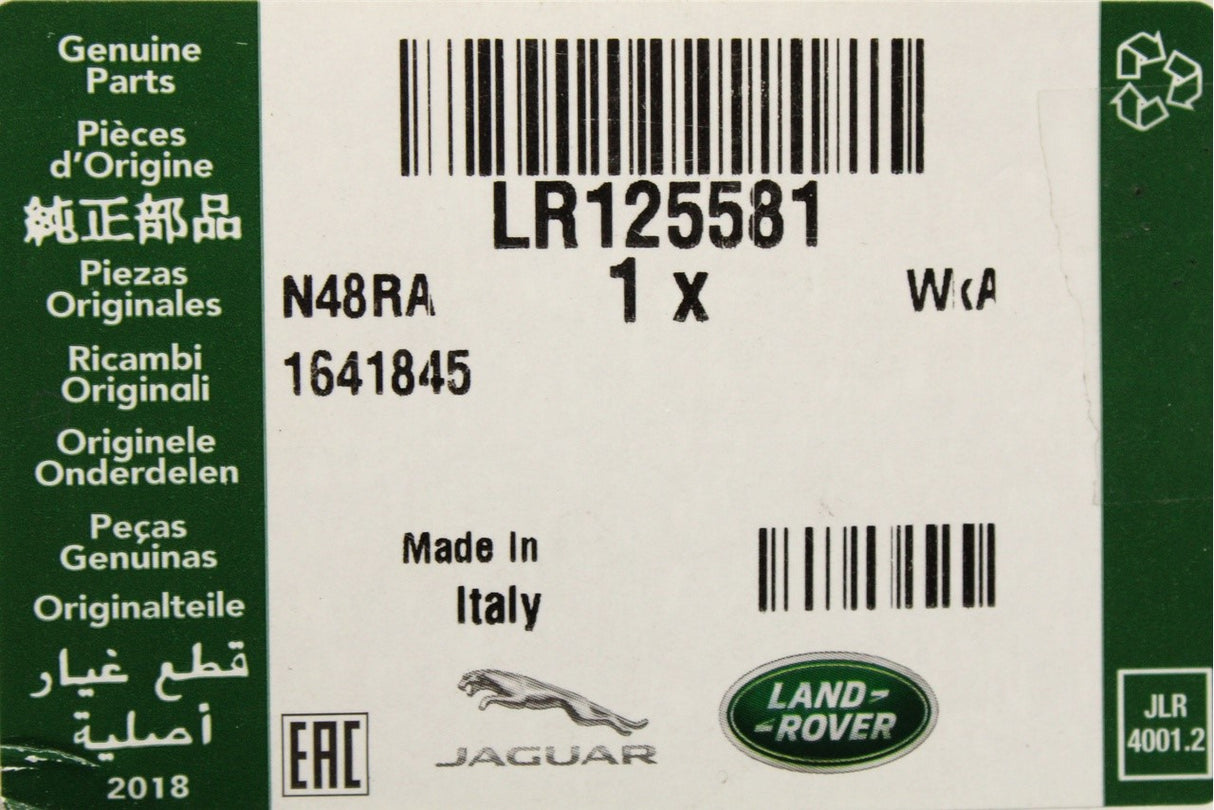 Genuine
Parts
Pièces
d'Origine
純正部品
Piezas
Originales
Ricambi
Originali
Originele
Onderdelen
Peças
Genuinas
Originalteile
قطع غيار
أصلية
2018
LR125581
N48RA 1 x
1641845
Made In
Italy
EAC
JAGUAR
LAND-
-ROVER
JLR
4001.2